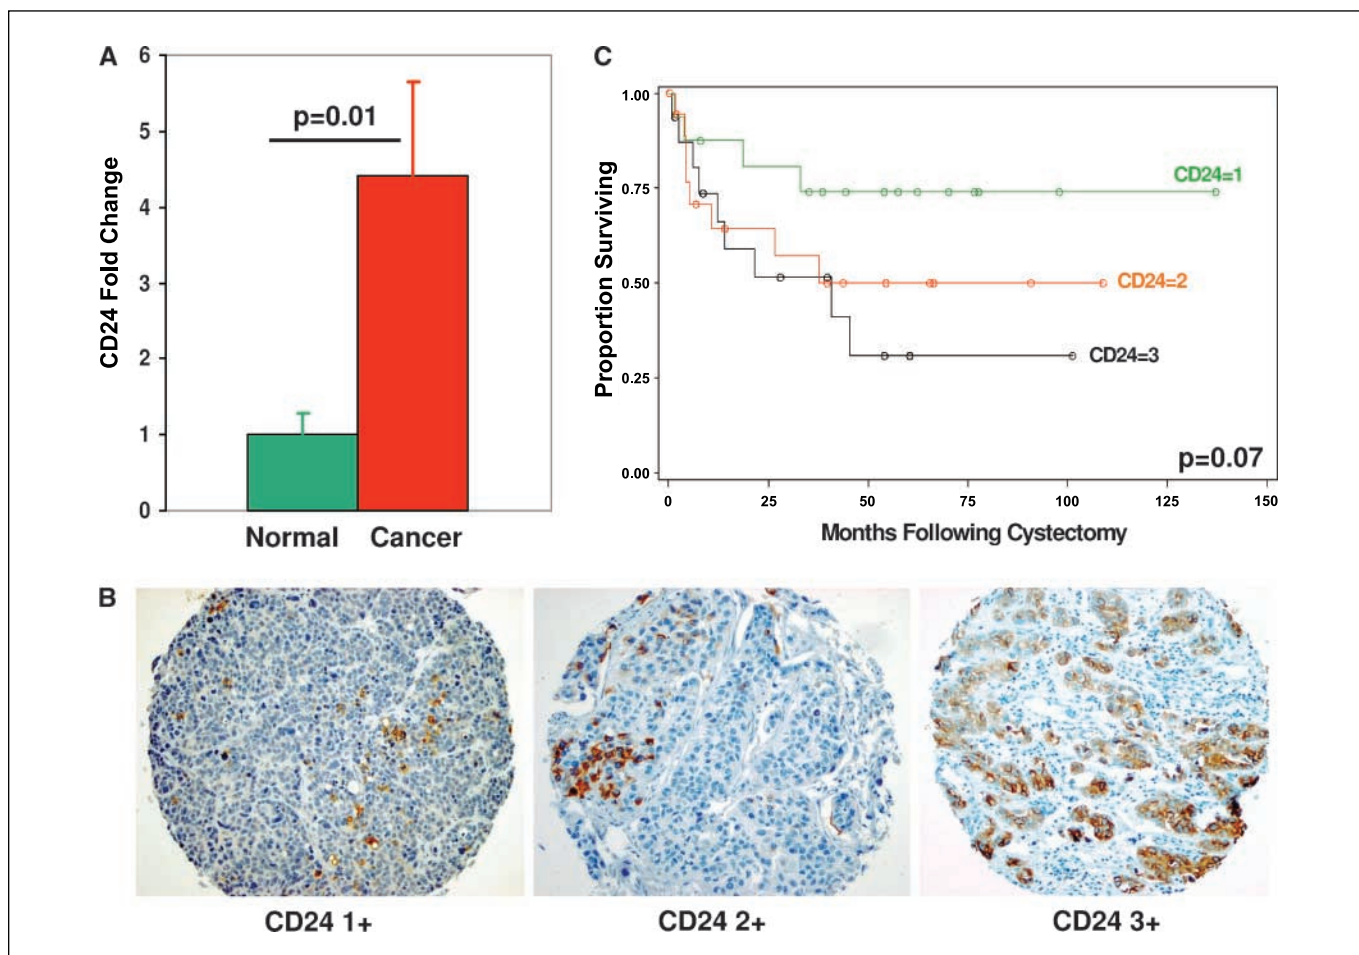 A
6
5
4
3
2
1
0
CD24 Fold Change
p=0.01
Normal Cancer
C
1.00
0.75
0.50
0.25
0.00
Proportion Surviving
CD24=1
CD24=2
CD24=3
p=0.07
0 25 50 75 100 125 150
Months Following Cystectomy
B
CD24 1+ CD24 2+ CD24 3+